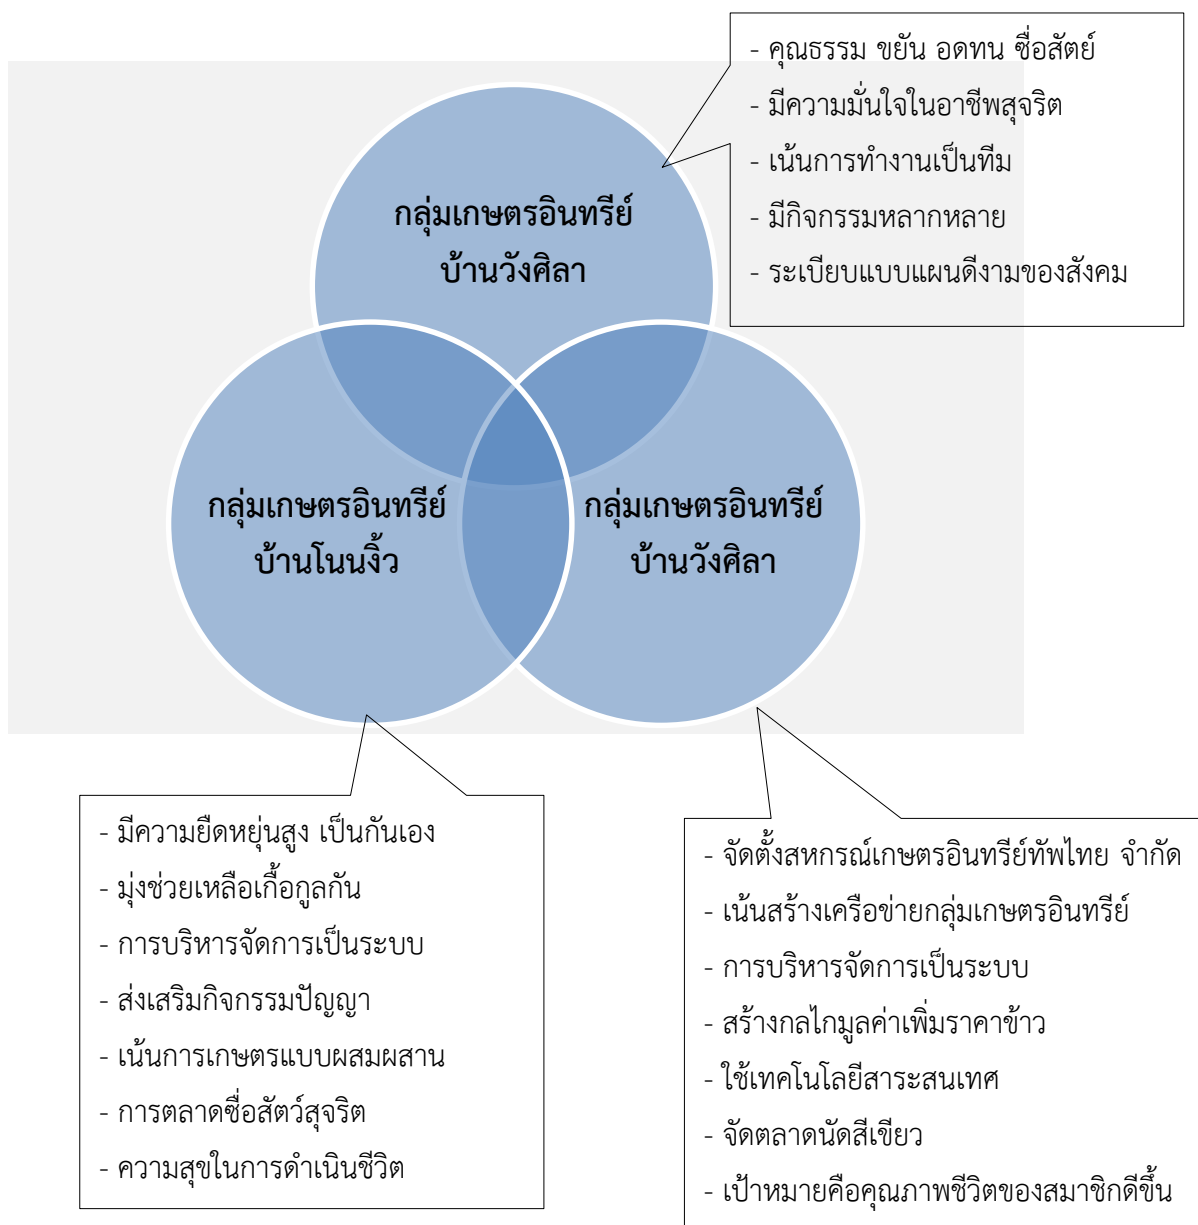 - คุณธรรม ขยัน อดทน ซื่อสัตย์
- มีความมั่นใจในอาชีพสุจริต
- เน้นการทำงานเป็นทีม
- มีกิจกรรมหลากหลาย
- ระเบียบแบบแผนดีงามของสังคม
กลุ่มเกษตรอินทรีย์
บ้านวังศิลา
กลุ่มเกษตรอินทรีย์
บ้านโนนงิ้ว
กลุ่มเกษตรอินทรีย์
บ้านวังศิลา
- มีความยืดหยุ่นสูง เป็นกันเอง
- มุ่งช่วยเหลือเกื้อกูลกัน
- การบริหารจัดการเป็นระบบ
- ส่งเสริมกิจกรรมปัญญา
- เน้นการเกษตรแบบผสมผสาน
- การตลาดซื่อสัตว์สุจริต
- ความสุขในการดำเนินชีวิต
- จัดตั้งสหกรณ์เกษตรอินทรีย์ทัพไทย จำกัด
- เน้นสร้างเครือข่ายกลุ่มเกษตรอินทรีย์
- การบริหารจัดการเป็นระบบ
- สร้างกลไกมูลค่าเพิ่มราคาข้าว
- ใช้เทคโนโลยีสาระสนเทศ
- จัดตลาดนัดสีเขียว
- เป้าหมายคือคุณภาพชีวิตของสมาชิกดีขึ้น